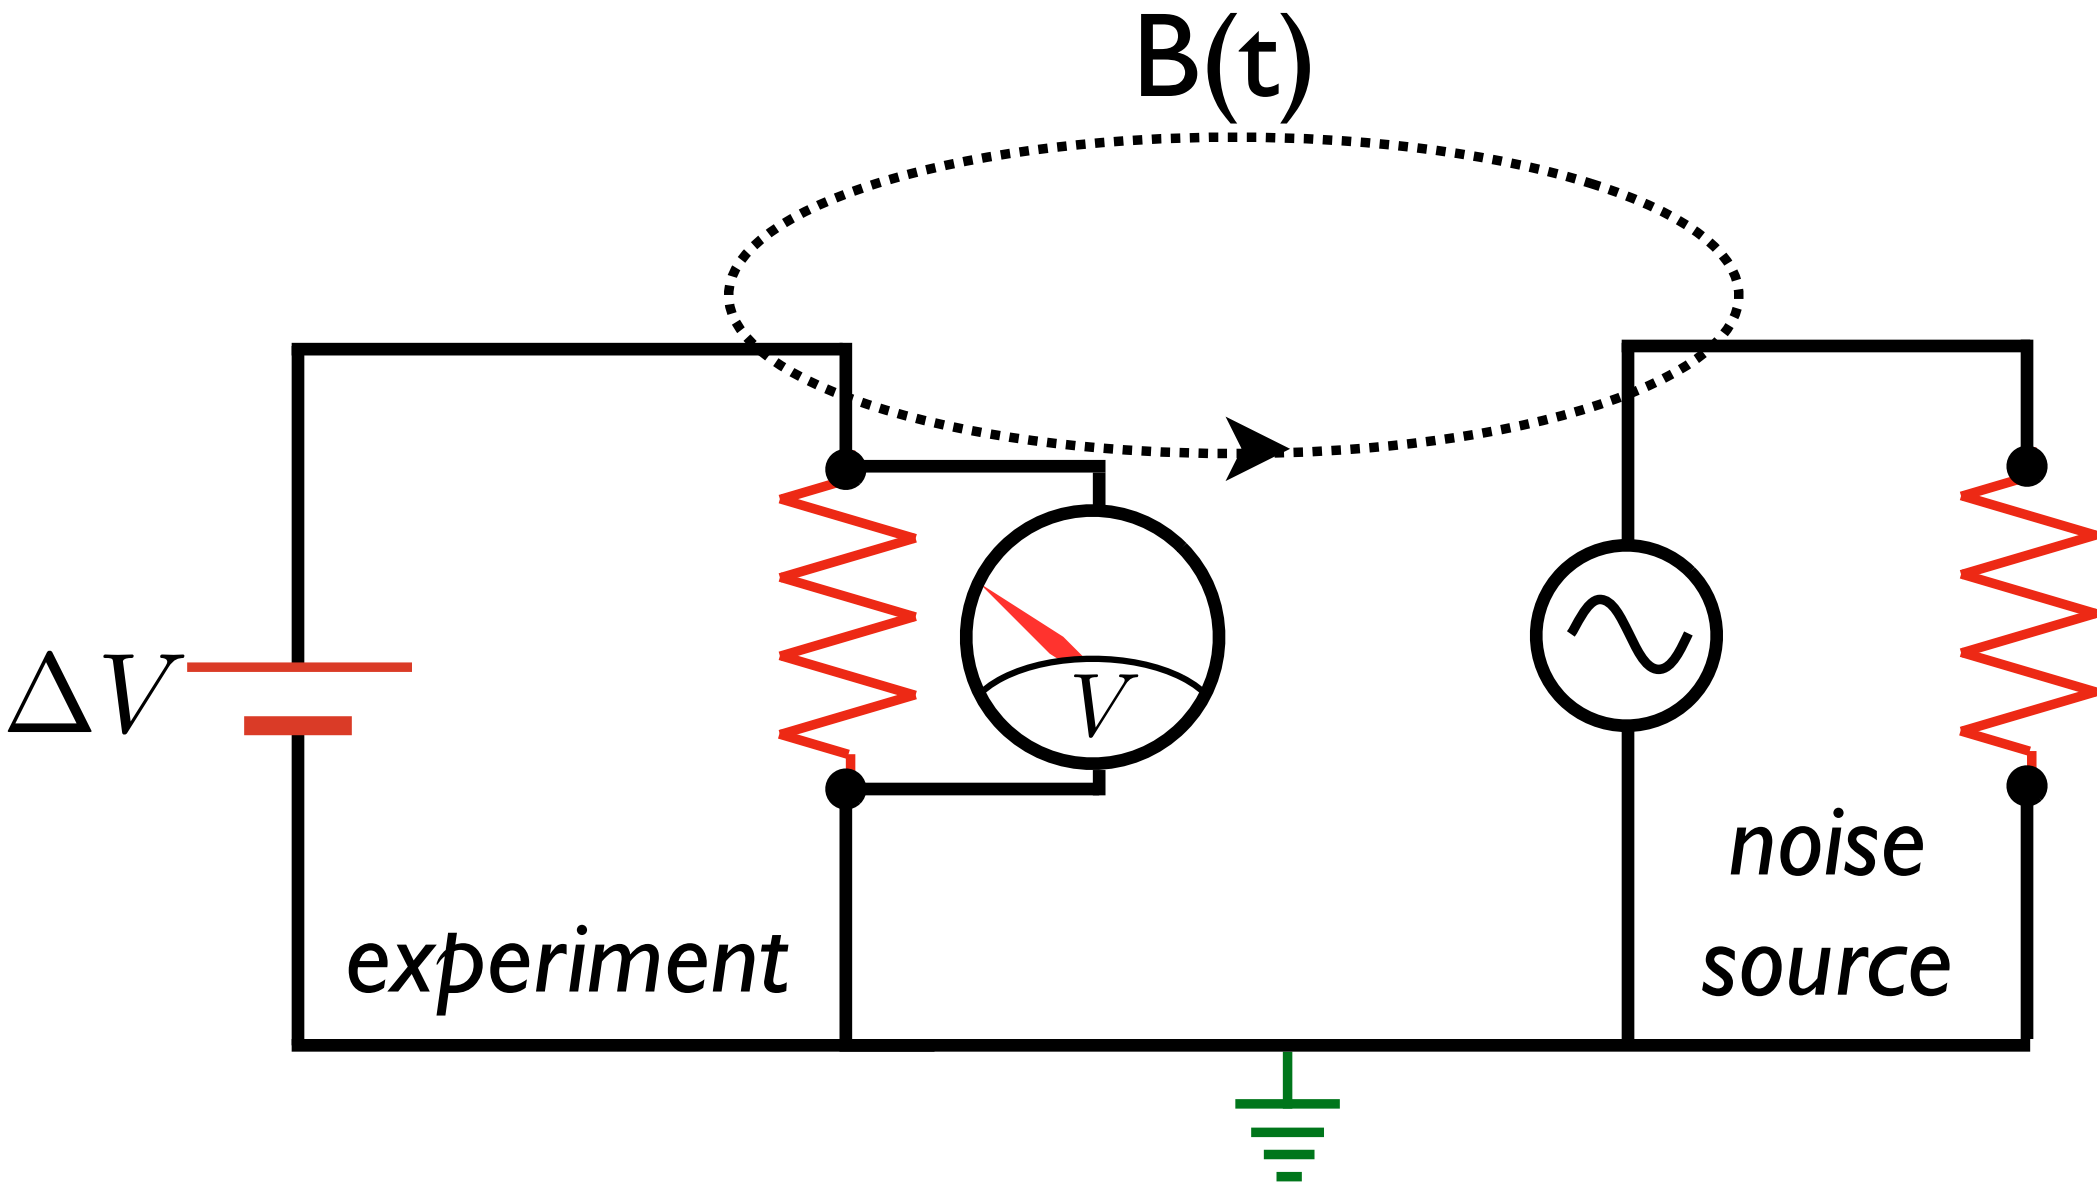 B(t)
ΔV
V
noise
source
experiment